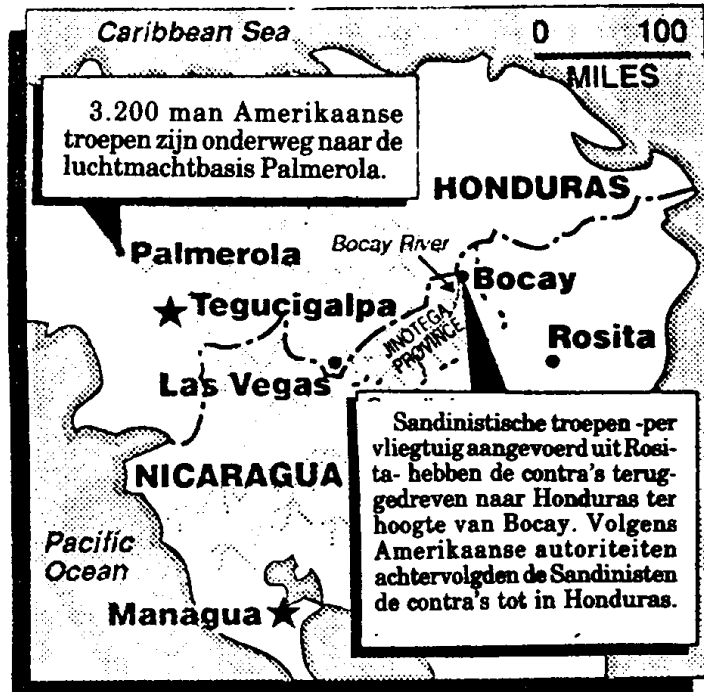 Caribbean Sea
0 100
MILES
3.200 man Amerikaanse
troepen zijn onderweg naar de
luchtmachtbasis Palmerola.
HONDURAS
Bocay River
Palmerola
Bocay
Tegucigalpa
JINOTEGA
PROVINCE
Rosita
Las Vegas
Sandinistische troepen -per
vliegtuig aangevoerd uit Rosi-
ta- hebben de contra's terug-
gedreven naar Honduras ter
hoogte van Bocay. Volgens
Amerikaanse autoriteiten
achtervolgden de Sandinisten
de contra's tot in Honduras.
NICARAGUA
Pacific
Ocean
Managua